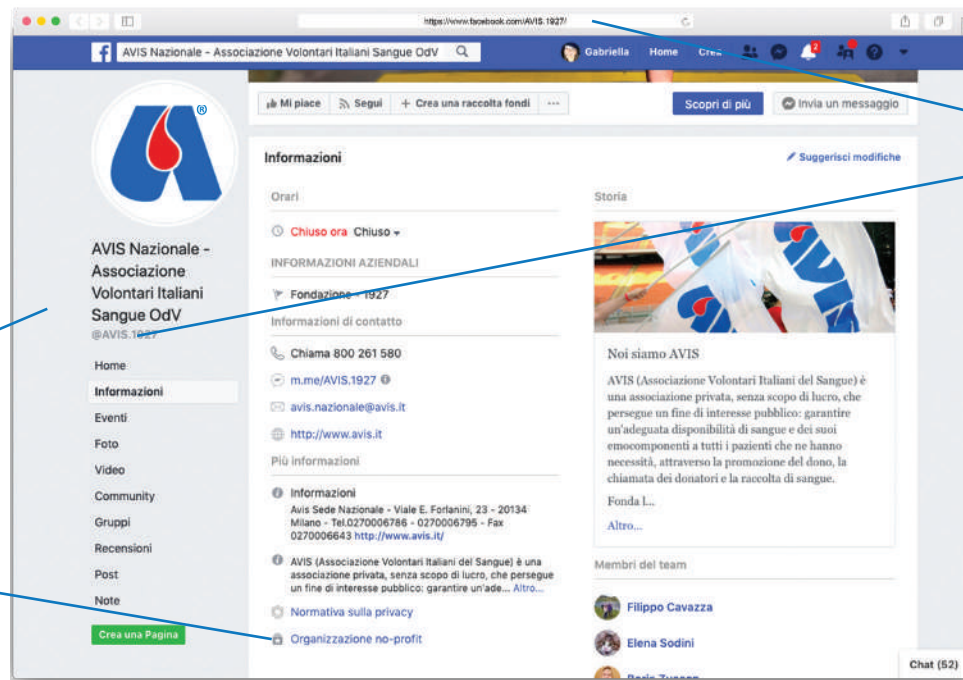 https://www.facebook.com/AVIS.1927/
AVIS Nazionale - Associazione Volontari Italiani Sangue OdV
Gabriella Home Crea 2
Mi piace Segui + Crea una raccolta fondi ...
Scopri di più Invia un messaggio
®
AVIS Nazionale -
Associazione
Volontari Italiani
Sangue OdV
@AVIS.1927
Home
Informazioni
Eventi
Foto
Video
Community
Gruppi
Recensioni
Post
Note
Crea una Pagina
Informazioni
Suggerisci modifiche
Orari
Chiuso ora Chiuso
INFORMAZIONI AZIENDALI
Fondazione - 1927
Informazioni di contatto
Chiama 800 261 580
m.me/AVIS.1927
avis.nazionale@avis.it
http://www.avis.it
Più informazioni
Informazioni
Avis Sede Nazionale - Viale E. Forlanini, 23 - 20134
Milano - Tel.0270006786 - 0270006795 - Fax
0270006643 http://www.avis.it/
AVIS (Associazione Volontari Italiani del Sangue) è una
associazione privata, senza scopo di lucro, che persegue
un fine di interesse pubblico: garantire un'ade... Altro...
Normativa sulla privacy
Organizzazione no-profit
Storia
AVIS
Noi siamo AVIS
AVIS (Associazione Volontari Italiani del Sangue) è
una associazione privata, senza scopo di lucro, che
persegue un fine di interesse pubblico: garantire
un'adeguata disponibilità di sangue e dei suoi
emocomponenti a tutti i pazienti che ne hanno
necessità, attraverso la promozione del dono, la
chiamata dei donatori e la raccolta di sangue.
Fonda l...
Altro...
Membri del team
Filippo Cavazza
Elena Sodini
Chat (52)